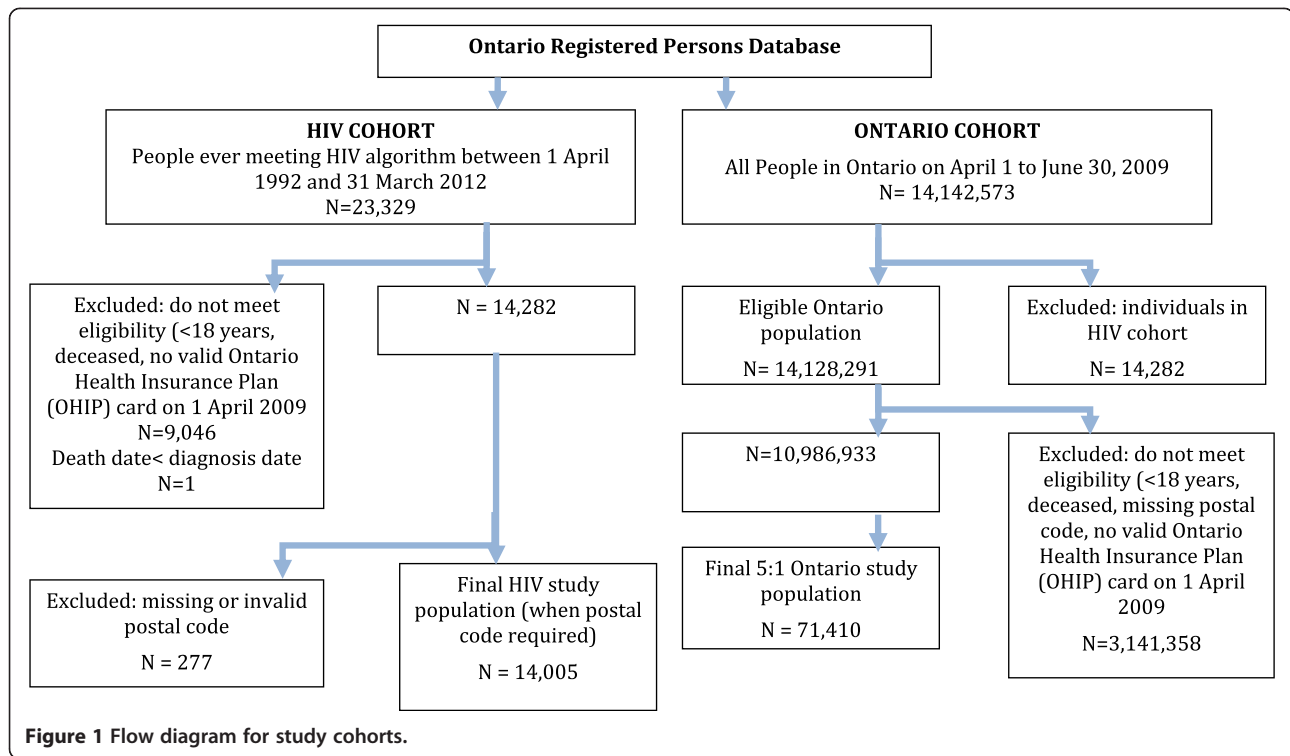 Ontario Registered Persons Database
HIV COHORT
People ever meeting HIV algorithm between 1 April
1992 and 31 March 2012
N=23,329
ONTARIO COHORT
All People in Ontario on April 1 to June 30, 2009
N= 14,142,573
Excluded: do not meet
eligibility (<18 years,
deceased, no valid Ontario
Health Insurance Plan
(OHIP) card on 1 April 2009
N=9,046
Death date< diagnosis date
N=1
N = 14,282
Eligible Ontario
population
N= 14,128,291
Excluded: individuals in
HIV cohort
N= 14,282
N=10,986,933
Excluded: do not meet
eligibility (<18 years,
deceased, missing postal
code, no valid Ontario
Health Insurance Plan
(OHIP) card on 1 April
2009
N=3,141,358
Excluded: missing or invalid
postal code
N = 277
Final HIV study
population (when postal
code required)
N = 14,005
Final 5:1 Ontario study
population
N = 71,410
Figure 1 Flow diagram for study cohorts.